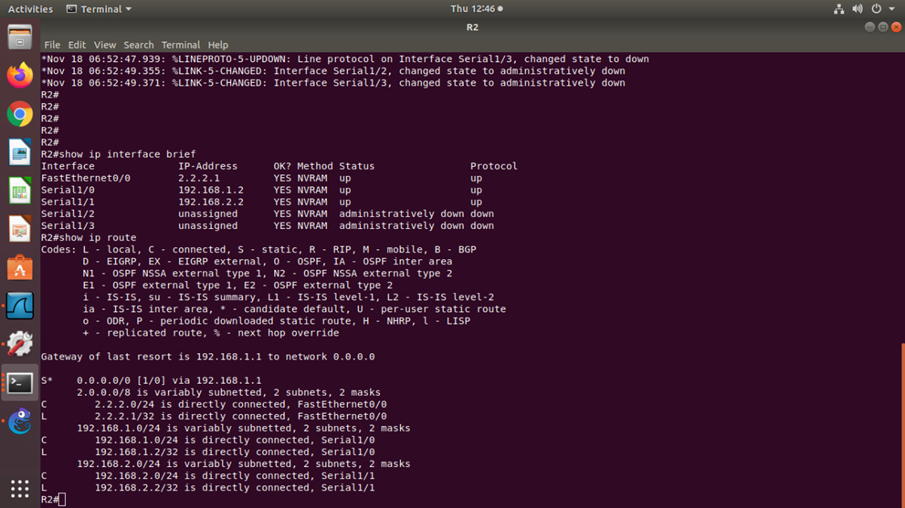 Activities Terminal Thu 12:46
R2
File Edit View Search Terminal Help
*Nov 18 06:52:47.939: %LINEPROTO-5-UPDOWN: Line protocol on Interface Serial1/3, changed state to down
*Nov 18 06:52:49.355: %LINK-5-CHANGED: Interface Serial1/2, changed state to administratively down
*Nov 18 06:52:49.371: %LINK-5-CHANGED: Interface Serial1/3, changed state to administratively down
R2#
R2#
R2#
R2#
R2#
R2#show ip interface brief
Interface IP-Address OK? Method Status Protocol
FastEthernet0/0 2.2.2.1 YES NVRAM up up
Serial1/0 192.168.1.2 YES NVRAM up up
Serial1/1 192.168.2.2 YES NVRAM up up
Serial1/2 unassigned YES NVRAM administratively down down
Serial1/3 unassigned YES NVRAM administratively down down
R2#show ip route
Codes: L - local, C - connected, S - static, R - RIP, M - mobile, B - BGP
D - EIGRP, EX - EIGRP external, O - OSPF, IA - OSPF inter area
N1 - OSPF NSSA external type 1, N2 - OSPF NSSA external type 2
E1 - OSPF external type 1, E2 - OSPF external type 2
i - IS-IS, su - IS-IS summary, L1 - IS-IS level-1, L2 - IS-IS level-2
ia - IS-IS inter area, * - candidate default, U - per-user static route
o - ODR, P - periodic downloaded static route, H - NHRP, l - LISP
+ - replicated route, % - next hop override
Gateway of last resort is 192.168.1.1 to network 0.0.0.0
S* 0.0.0.0/0 [1/0] via 192.168.1.1
2.0.0.0/8 is variably subnetted, 2 subnets, 2 masks
C 2.2.2.0/24 is directly connected, FastEthernet0/0
L 2.2.2.1/32 is directly connected, FastEthernet0/0
192.168.1.0/24 is variably subnetted, 2 subnets, 2 masks
C 192.168.1.0/24 is directly connected, Serial1/0
L 192.168.1.2/32 is directly connected, Serial1/0
192.168.2.0/24 is variably subnetted, 2 subnets, 2 masks
C 192.168.2.0/24 is directly connected, Serial1/1
L 192.168.2.2/32 is directly connected, Serial1/1
R2#